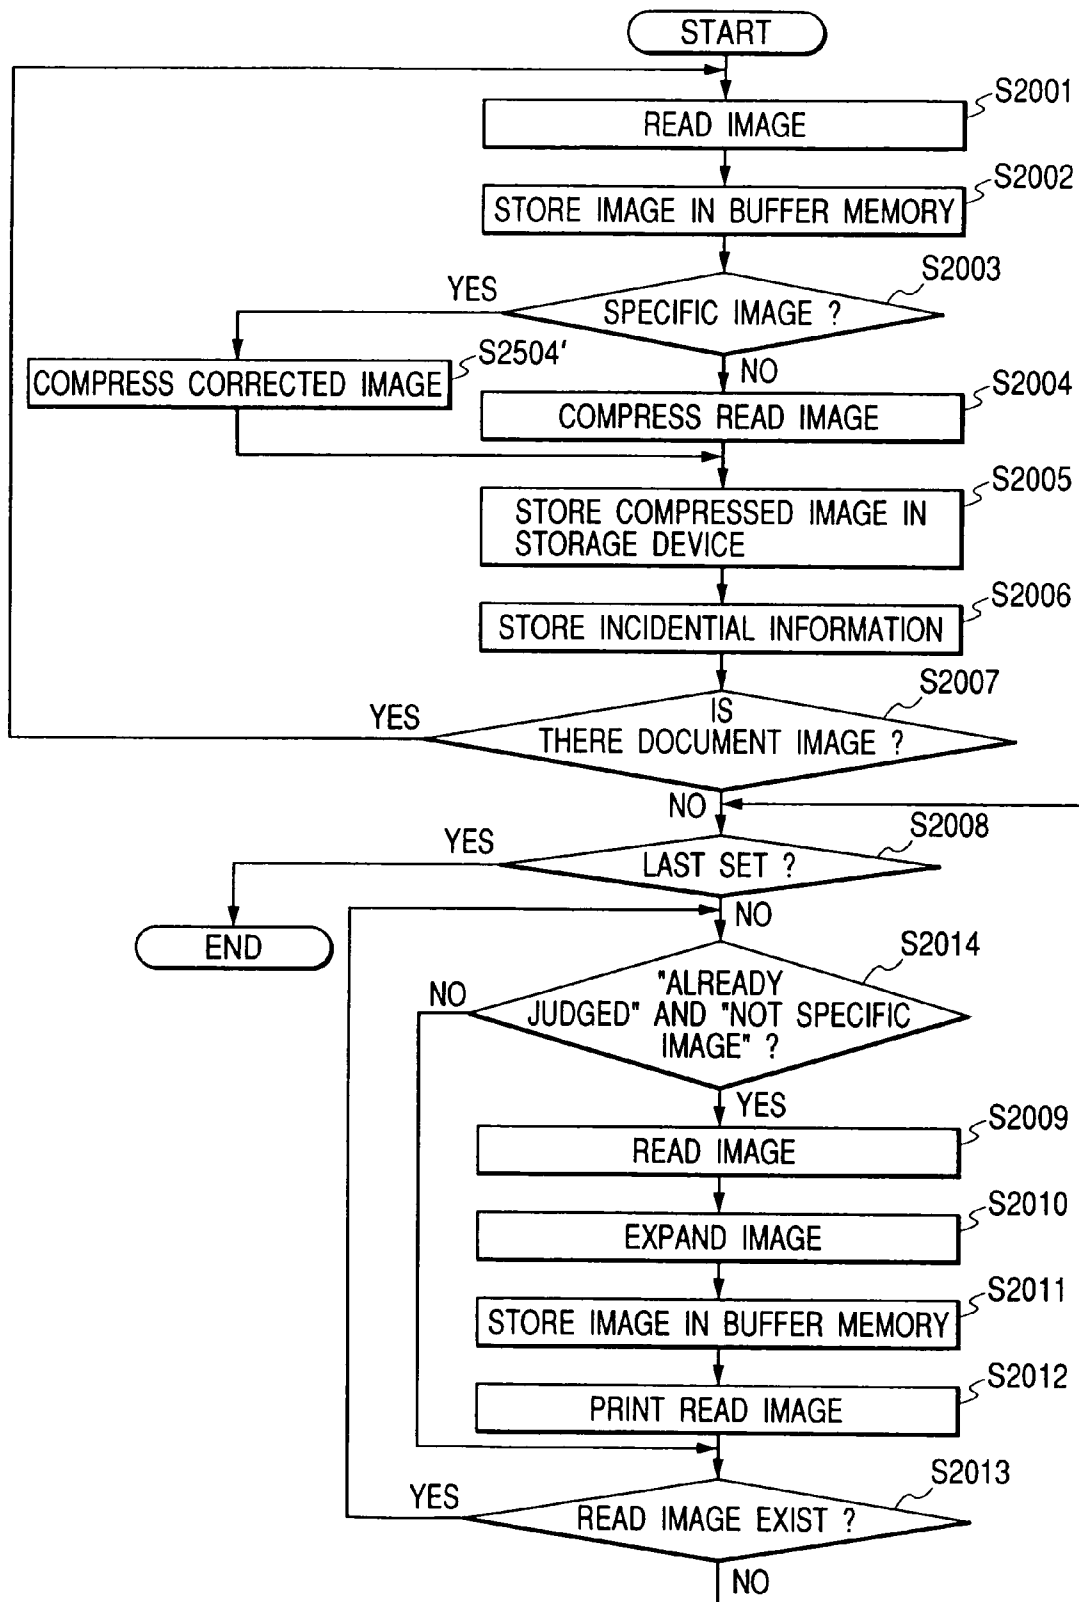 START
S2001
READ IMAGE
S2002
STORE IMAGE IN BUFFER MEMORY
S2003
YES
SPECIFIC IMAGE ?
S2504'
NO
COMPRESS CORRECTED IMAGE
S2004
COMPRESS READ IMAGE
S2005
STORE COMPRESSED IMAGE IN
STORAGE DEVICE
S2006
STORE INCIDENTIAL INFORMATION
S2007
YES
IS
THERE DOCUMENT IMAGE ?
NO
S2008
YES
LAST SET ?
NO
END
S2014
NO
"ALREADY
JUDGED" AND "NOT SPECIFIC
IMAGE" ?
YES
S2009
READ IMAGE
S2010
EXPAND IMAGE
S2011
STORE IMAGE IN BUFFER MEMORY
S2012
PRINT READ IMAGE
S2013
YES
READ IMAGE EXIST ?
NO